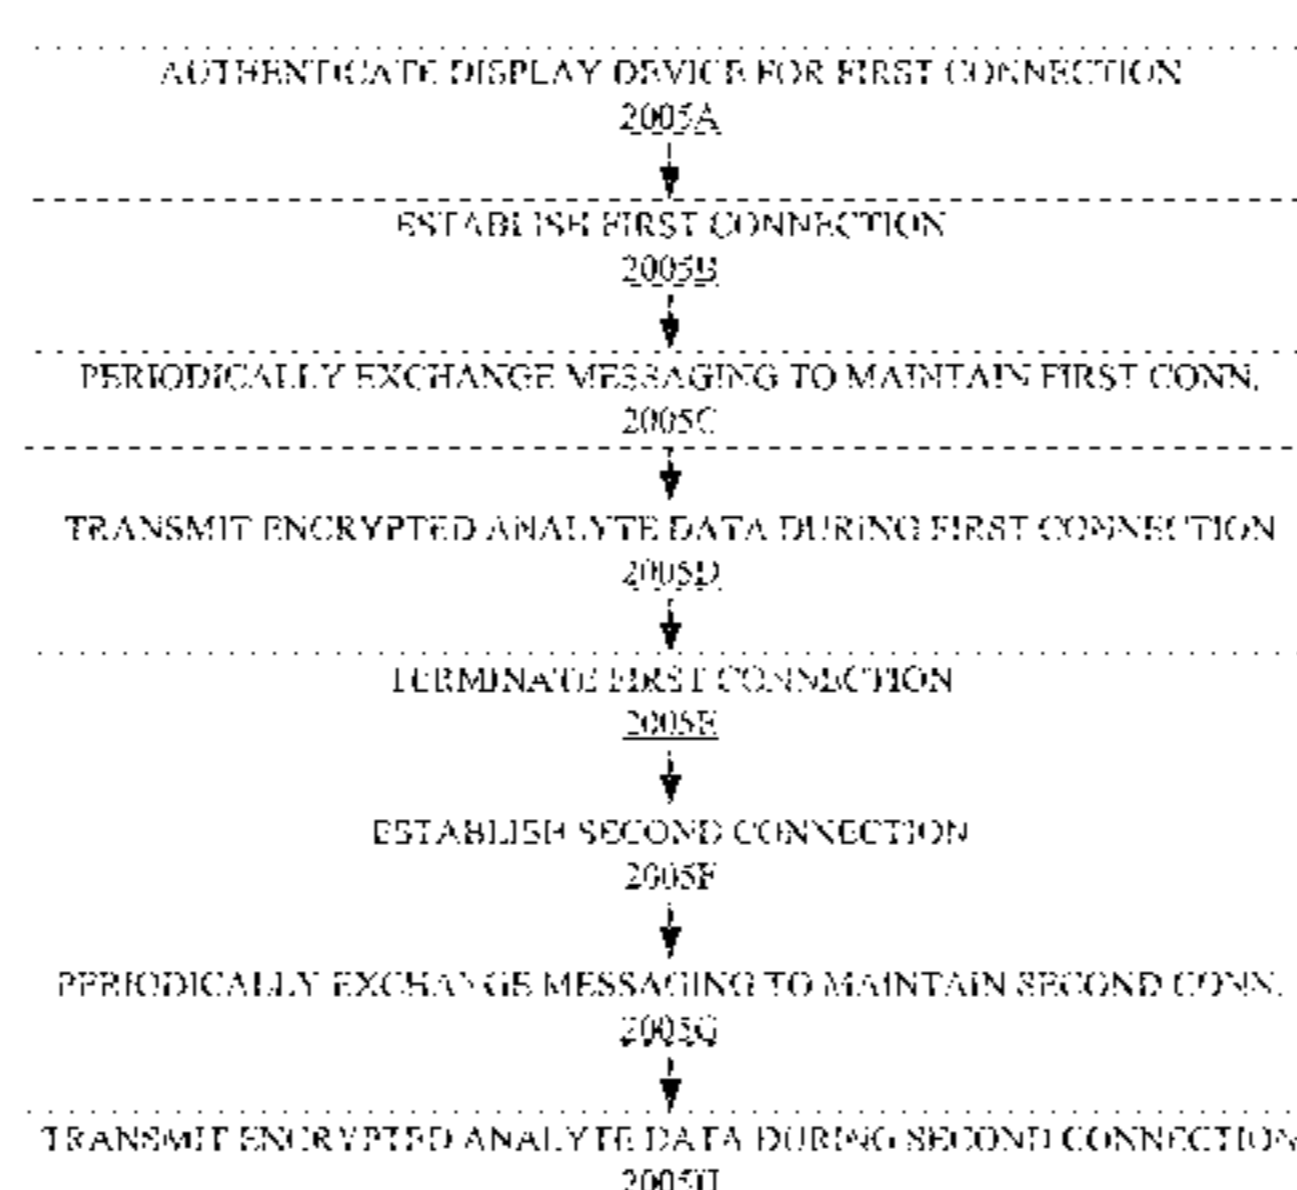 AUTHENTICATE DISPLAY DEVICE FOR FIRST CONNECTION
2005A
ESTABLISH FIRST CONNECTION
2005B
PERIODICALLY EXCHANGE MESSAGING TO MAINTAIN FIRST CONN.
2005C
TRANSMIT ENCRYPTED ANALYTE DATA DURING FIRST CONNECTION
2005D
TERMINATE FIRST CONNECTION
2005E
ESTABLISH SECOND CONNECTION
2005F
PERIODICALLY EXCHANGE MESSAGING TO MAINTAIN SECOND CONN.
2005G
TRANSMIT ENCRYPTED ANALYTE DATA DURING SECOND CONNECTION
2005H